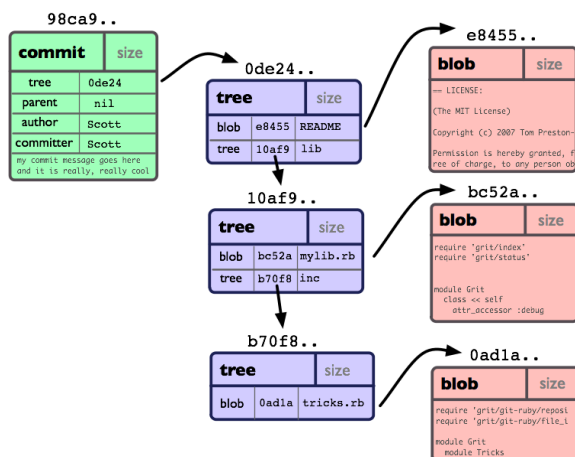 98ca9..
commit size
tree 0de24
parent nil
author Scott
committer Scott
my commit message goes here
and it is really, really cool
0de24..
tree size
blob e8455 README
tree 10af9 lib
10af9..
tree size
blob bc52a mylib.rb
tree b70f8 inc
b70f8..
tree size
blob 0ad1a tricks.rb
e8455..
blob size
== LICENSE:
(The MIT License)
Copyright (c) 2007 Tom Preston-
Permission is hereby granted, f
ree of charge, to any person ob
bc52a..
blob size
require 'grit/index'
require 'grit/status'
module Grit
class << self
attr_accessor :debug
0ad1a..
blob size
require 'grit/git-ruby/reposi
require 'grit/git-ruby/file_i
module Grit
module Tricks